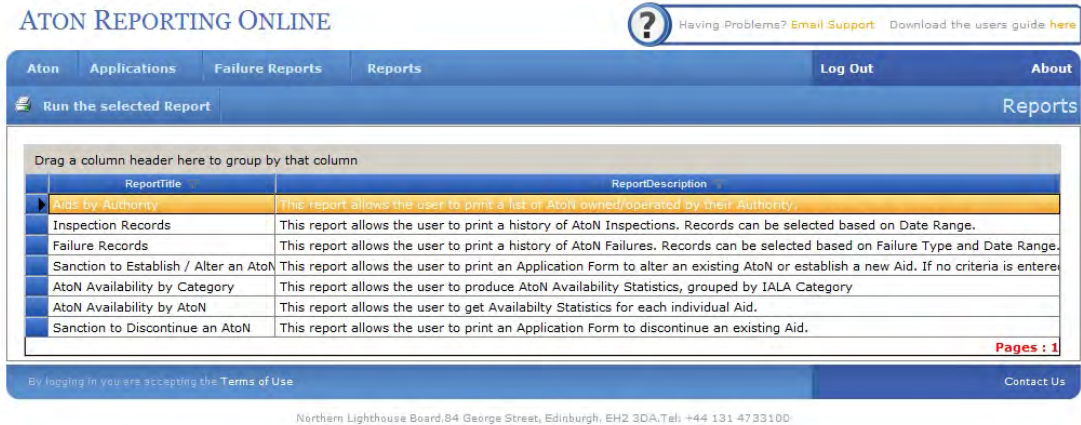 ATON REPORTING ONLINE
? Having Problems? Email Support Download the users guide here
Aton Applications Failure Reports Reports Log Out About
Run the selected Report Reports
Drag a column header here to group by that column
ReportTitle ReportDescription
Aids by Authority This report allows the user to print a list of AtoN owned/operated by their Authority.
Inspection Records This report allows the user to print a history of AtoN Inspections. Records can be selected based on Date Range.
Failure Records This report allows the user to print a history of AtoN Failures. Records can be selected based on Failure Type and Date Range.
Sanction to Establish / Alter an AtoN This report allows the user to print an Application Form to alter an existing AtoN or establish a new Aid. If no criteria is entered
AtoN Availability by Category This report allows the user to produce AtoN Availability Statistics, grouped by IALA Category
AtoN Availability by AtoN This report allows the user to get Availabilty Statistics for each individual Aid.
Sanction to Discontinue an AtoN This report allows the user to print an Application Form to discontinue an existing Aid.
Pages : 1
By logging in you are accepting the Terms of Use Contact Us
Northern Lighthouse Board.84 George Street, Edinburgh, EH2 3DA.Tel: +44 131 4733100